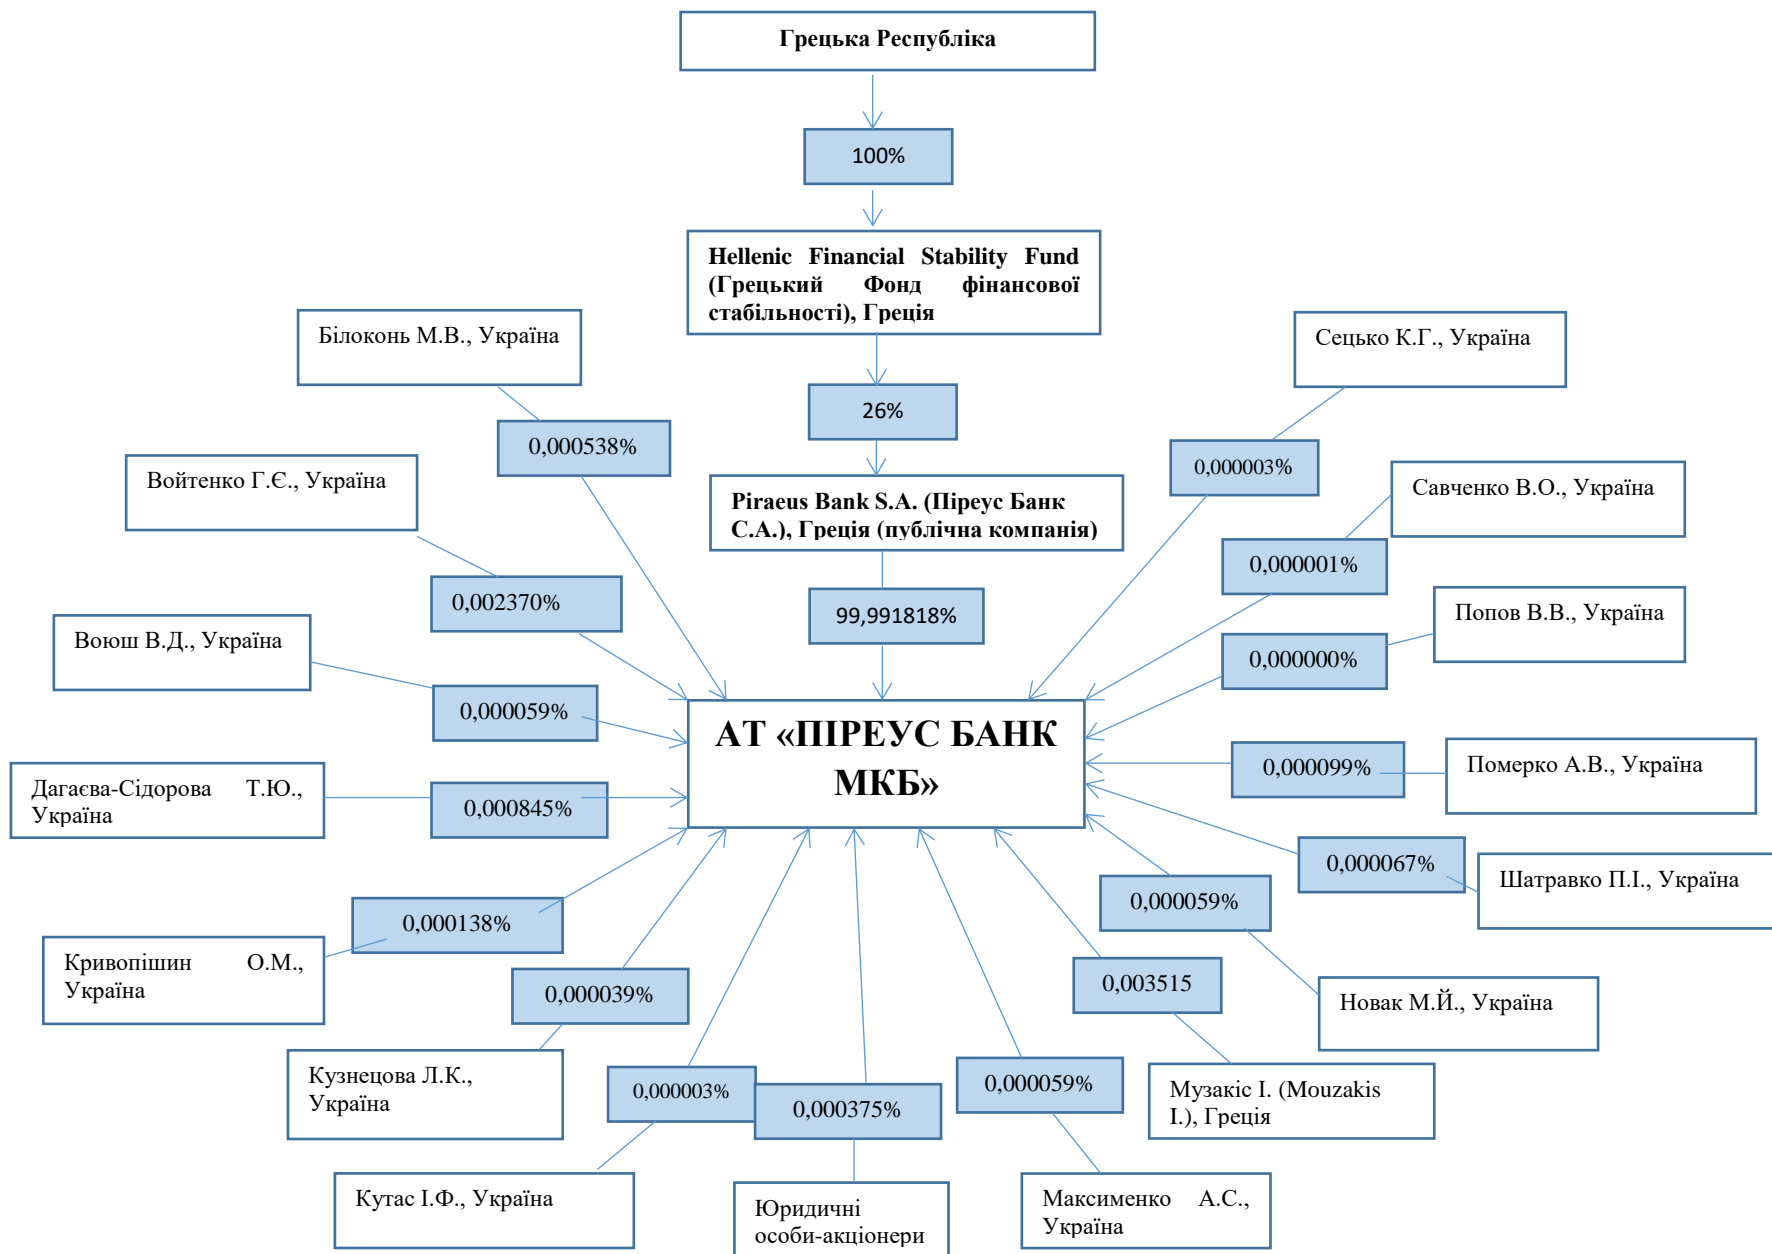 Грецька Республіка
100%
Hellenic Financial Stability Fund
(Грецький Фонд фінансової
стабільності), Греція
Білоконь М.В., Україна
Сецько К.Г., Україна
26%
0,000538%
0,000003%
Войтенко Г.Є., Україна
Савченко В.О., Україна
Piraeus Bank S.A. (Піреус Банк
С.А.), Греція (публічна компанія)
0,000001%
0,002370%
99,991818%
Воюш В.Д., Україна
Попов В.В., Україна
0,000000%
0,000059%
АТ «ПІРЕУС БАНК
МКБ»
Дагаєва-Сідорова Т.Ю.,
Україна
0,000845%
0,000099%
Померко А.В., Україна
0,000067%
Шатравко П.І., Україна
0,000138%
0,000059%
Кривопішин О.М.,
Україна
0,000039%
0,003515
Новак М.Й., Україна
Кузнецова Л.К.,
Україна
0,000003%
0,000375%
0,000059%
Музакіс І. (Mouzakis
I.), Греція
Кутас І.Ф., Україна
Юридичні
особи-акціонери
Максименко А.С.,
Україна